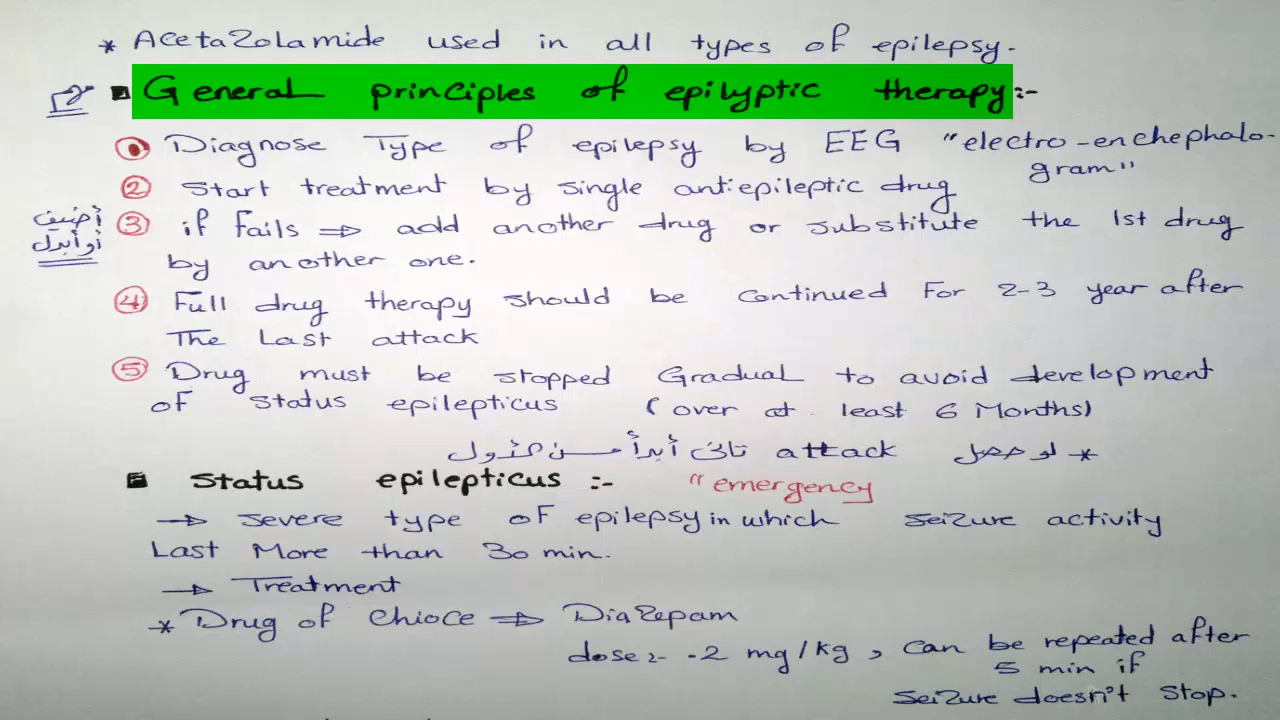 * Acetazolamide used in all types of epilepsy.
General principles of epilyptic therapy:-
① Diagnose Type of epilepsy by EEG "electro-enchephalo-
gram"
② Start treatment by single antiepileptic drug
③ if Fails ⇒ add another drug or substitute the 1st drug
أضيف
أو أبدل
by another one.
④ Full drug therapy should be continued for 2-3 year after
The Last attack
⑤ Drug must be stopped Gradual to avoid development
of status epilepticus (over at least 6 Months)
* لو حصل attack تانى أبدأ من الأول
Status epilepticus :- "emergency
→ severe type of epilepsy in which seizure activity
Last More than 30 min.
→ Treatment
* Drug of chioce ⇒ Diazepam
dose:- .2 mg/kg , can be repeated after
5 min if
seizure doesn't stop.